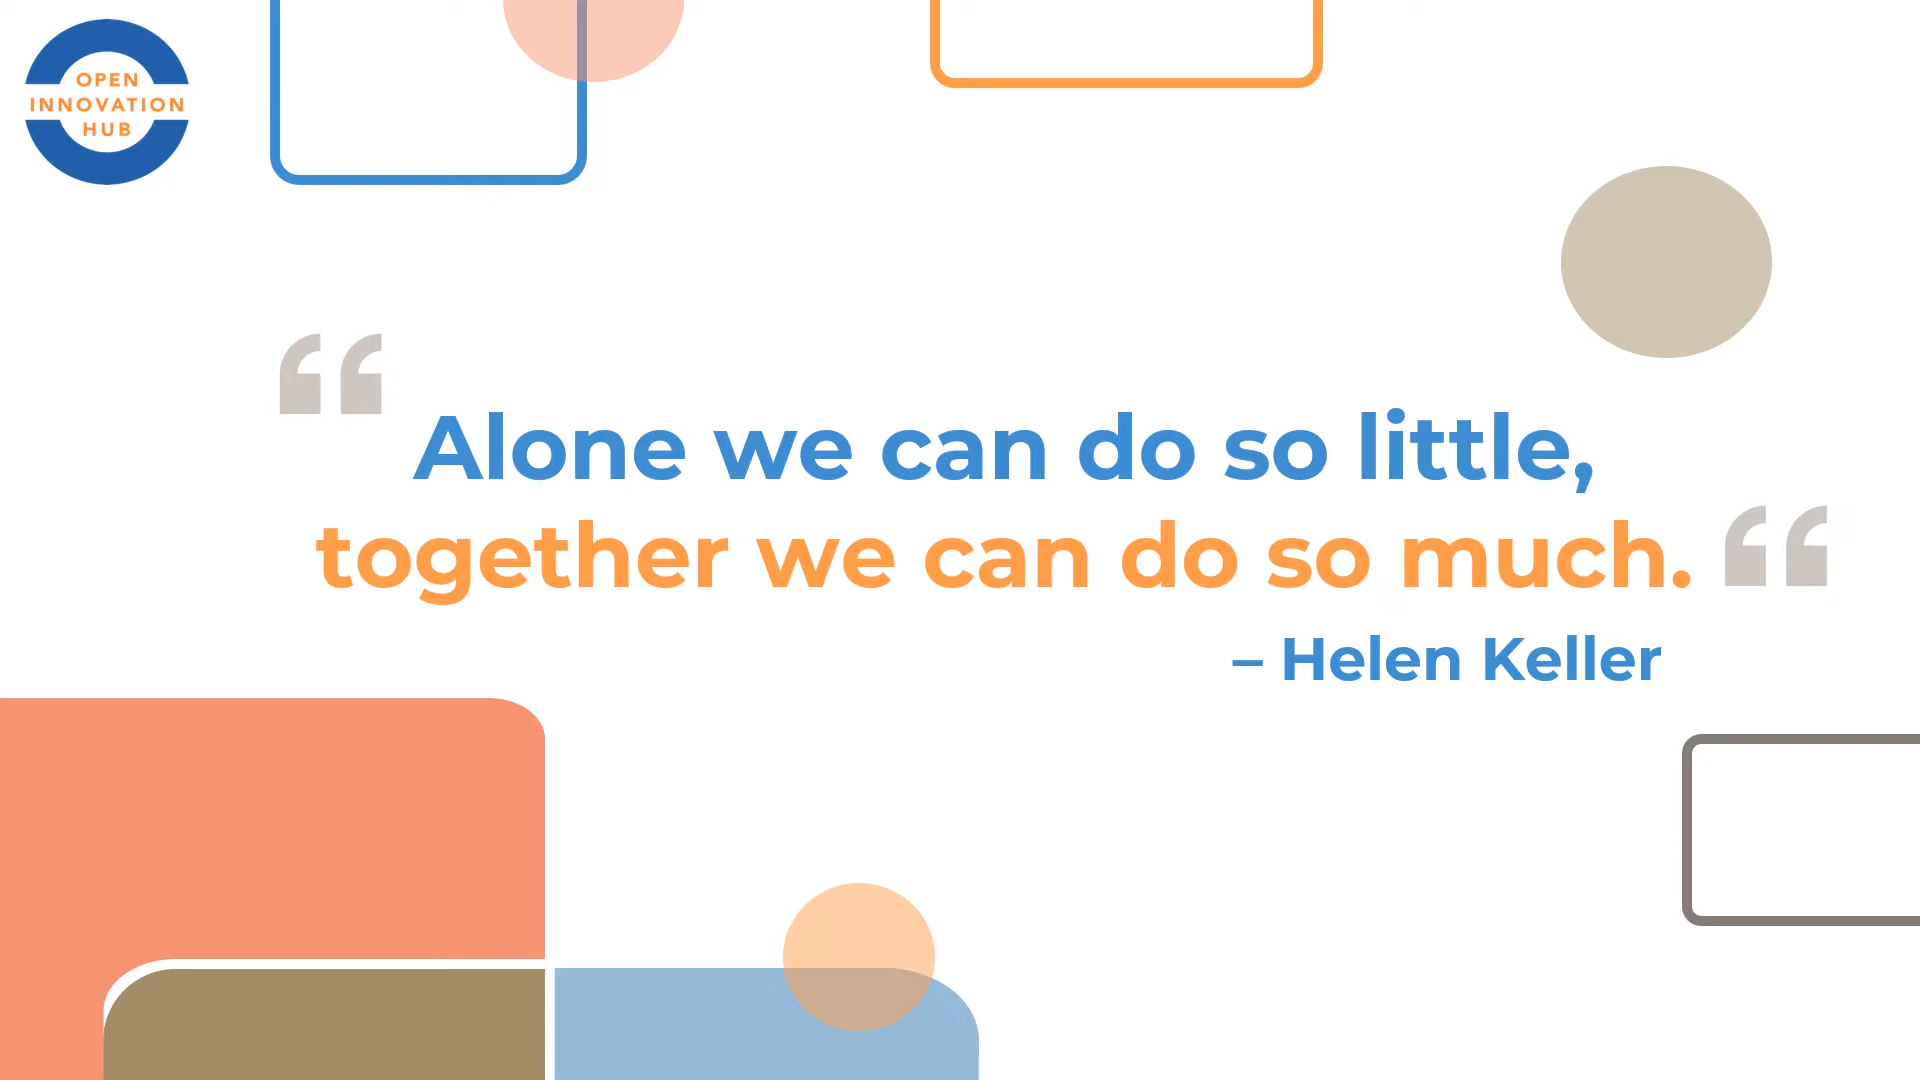 OPEN
INNOVATION
HUB
“ Alone we can do so little,
together we can do so much. “
– Helen Keller